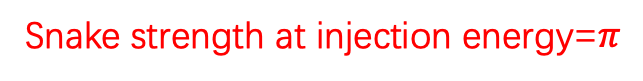 Snake strength at injection energy=π